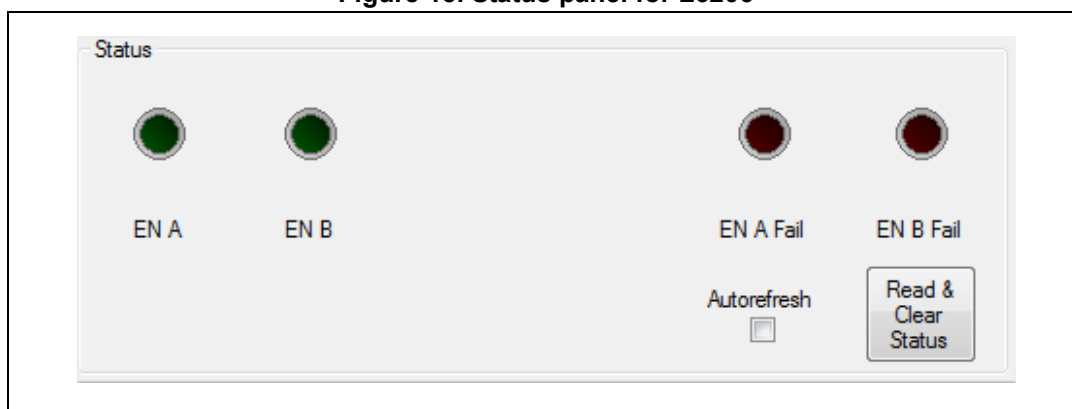 Status
EN A
EN B
EN A Fail
EN B Fail
Autorefresh
Read &
Clear
Status